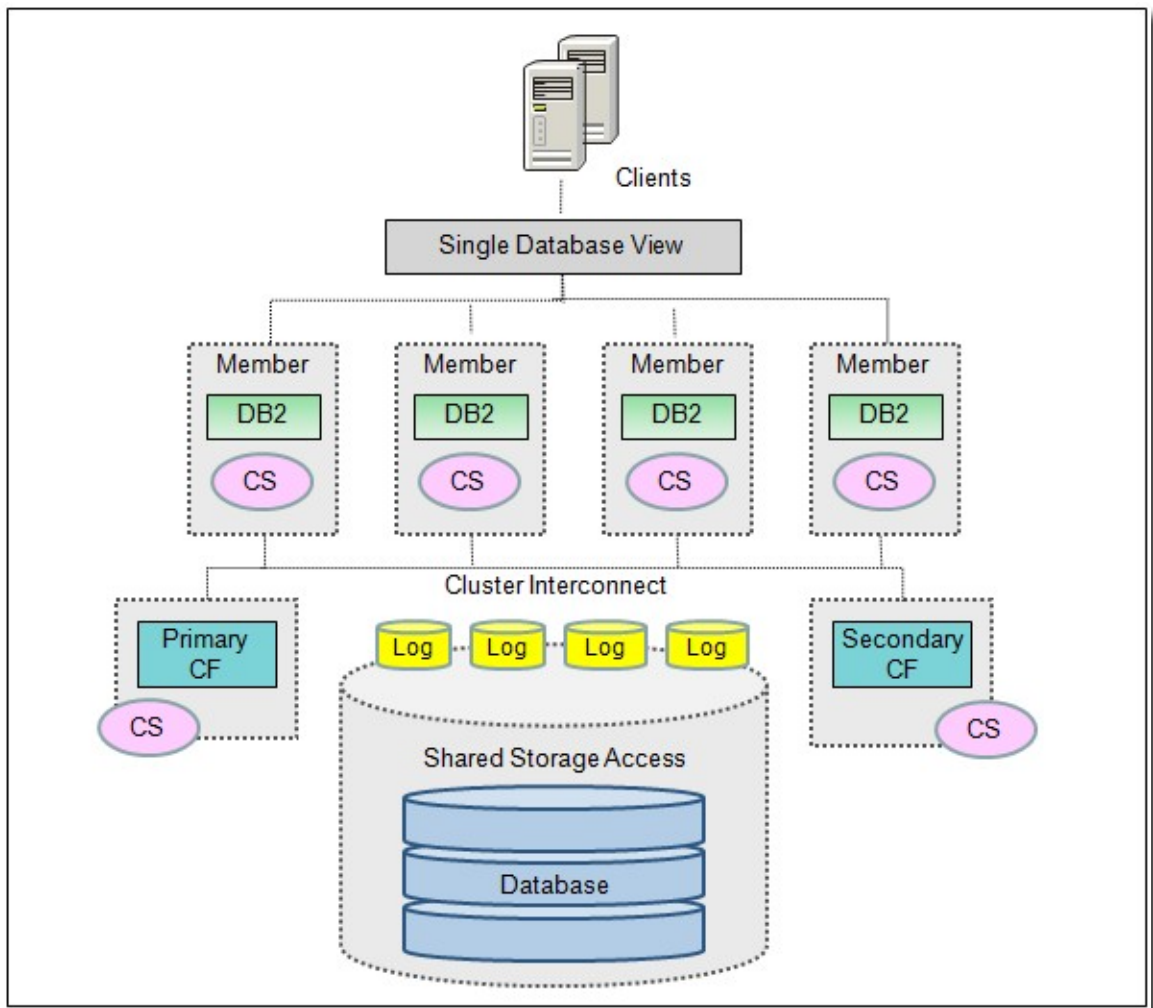 Clients
Single Database View
Member
Member
Member
Member
DB2
DB2
DB2
DB2
CS
CS
CS
CS
Cluster Interconnect
Primary
CF
CS
Log
Log
Log
Log
Secondary
CF
CS
Shared Storage Access
Database